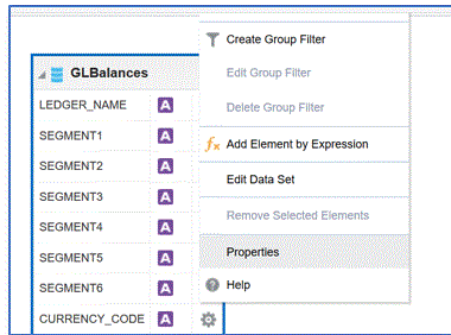 GLBalances
LEDGER_NAME
SEGMENT1
SEGMENT2
SEGMENT3
SEGMENT4
SEGMENT5
SEGMENT6
CURRENCY_CODE
A
A
A
A
A
A
A
A
Create Group Filter
Edit Group Filter
Delete Group Filter
fx Add Element by Expression
Edit Data Set
Remove Selected Elements
Properties
? Help